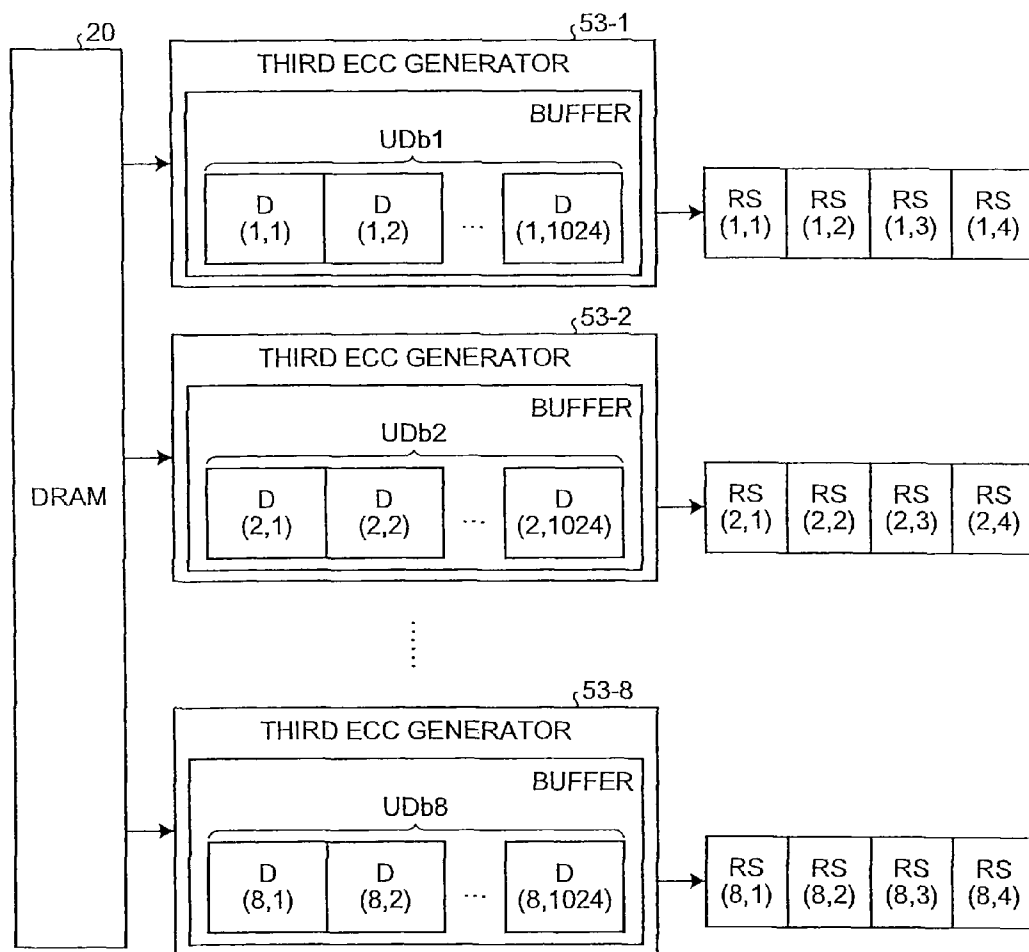 20
DRAM
53-1
THIRD ECC GENERATOR
BUFFER
UDb1
D D ... D
(1,1) (1,2) (1,1024)
RS RS RS RS
(1,1) (1,2) (1,3) (1,4)
53-2
THIRD ECC GENERATOR
BUFFER
UDb2
D D ... D
(2,1) (2,2) (2,1024)
RS RS RS RS
(2,1) (2,2) (2,3) (2,4)
53-8
THIRD ECC GENERATOR
BUFFER
UDb8
D D ... D
(8,1) (8,2) (8,1024)
RS RS RS RS
(8,1) (8,2) (8,3) (8,4)